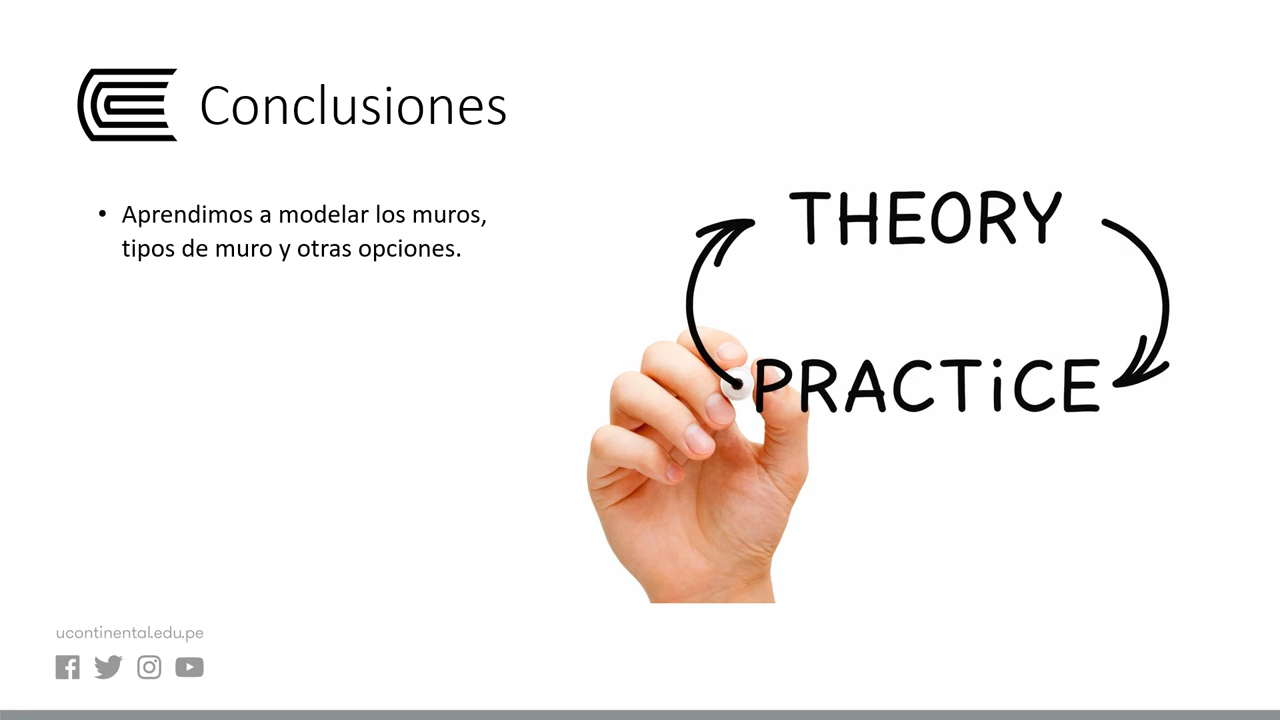 Conclusiones
• Aprendimos a modelar los muros,
tipos de muro y otras opciones.
THEORY
PRACTiCE
ucontinental.edu.pe